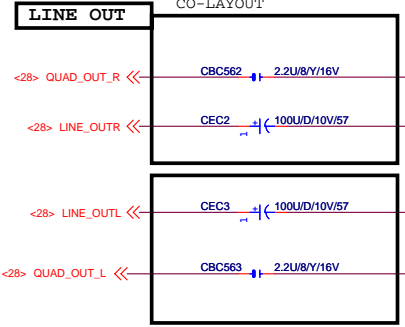 CO-LAYOUT
LINE OUT
<28> QUAD_OUT_R CBC562 2.2U/8/Y/16V
<28> LINE_OUTR CEC2 100U/D/10V/57
+
1
<28> LINE_OUTL CEC3 100U/D/10V/57
+
1
<28> QUAD_OUT_L CBC563 2.2U/8/Y/16V